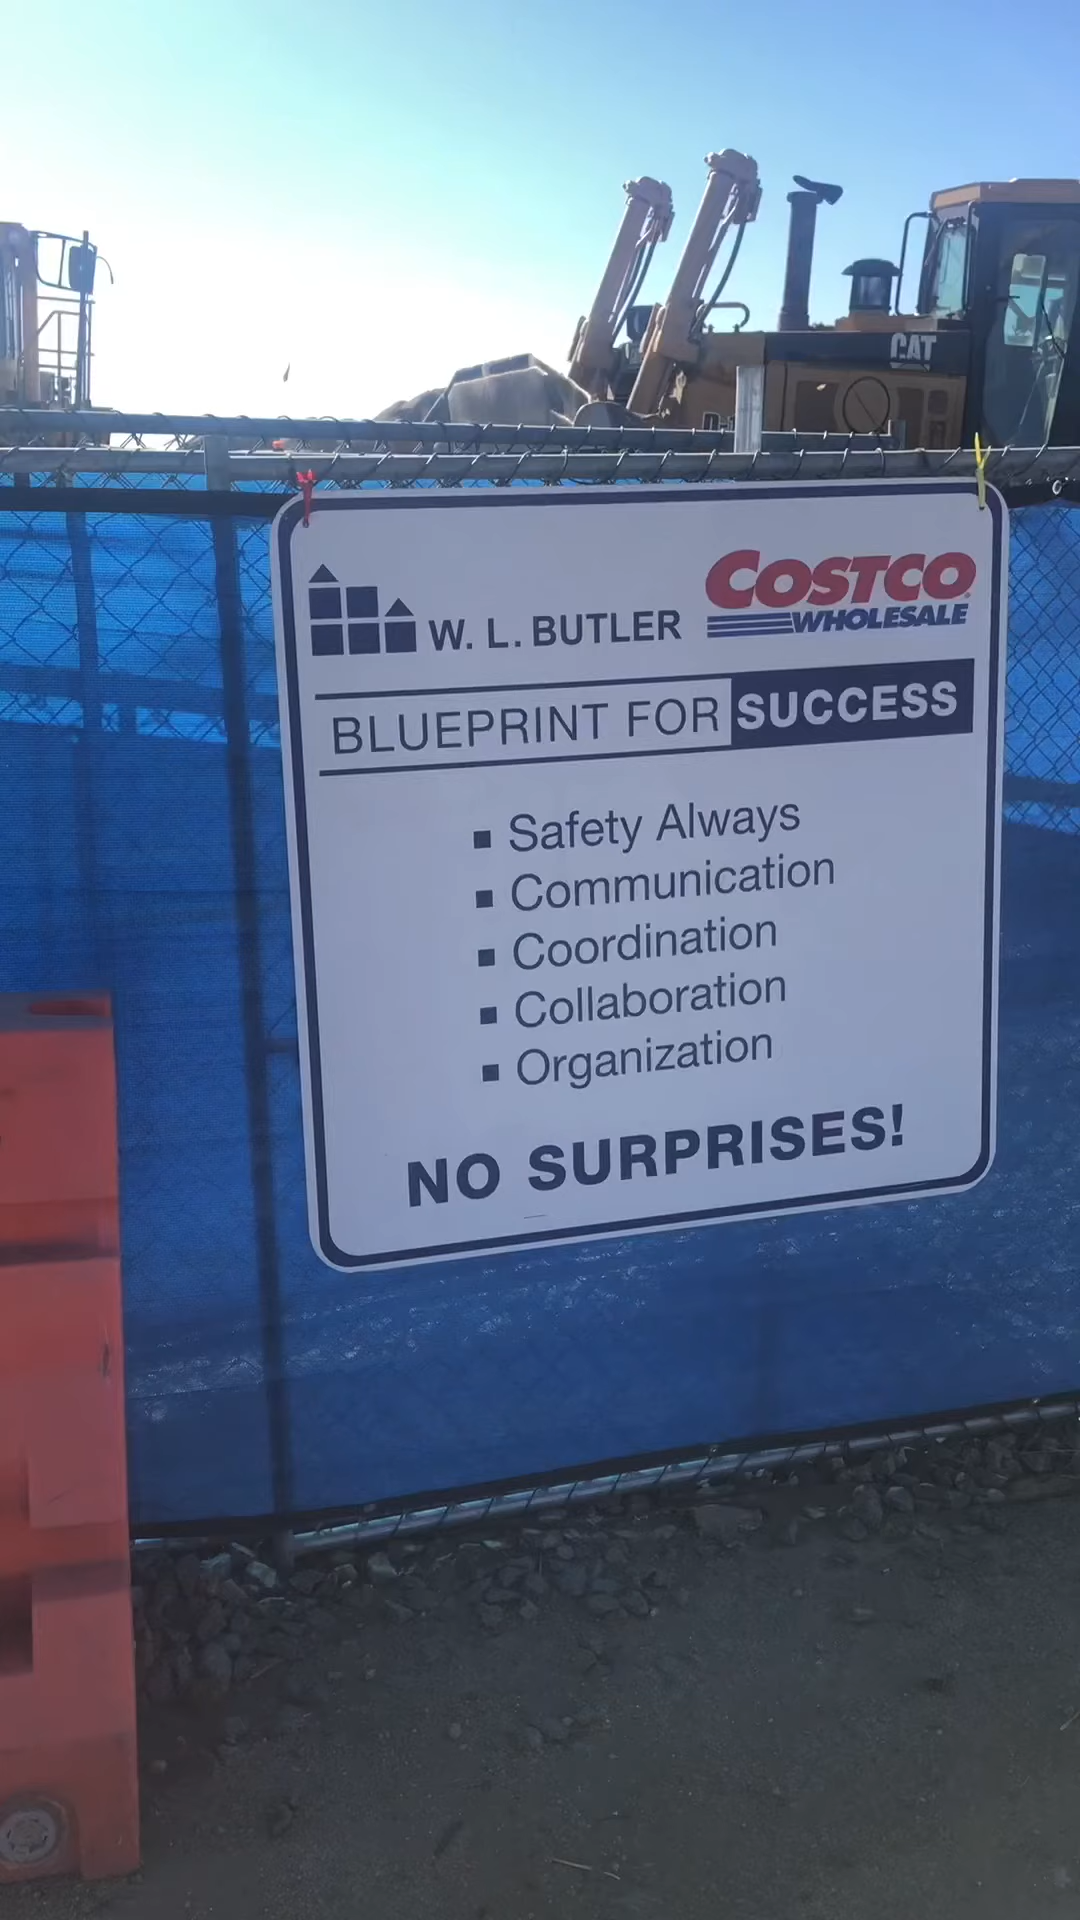 CAT
W. L. BUTLER
COSTCO
WHOLESALE
BLUEPRINT FOR SUCCESS
▪ Safety Always
▪ Communication
▪ Coordination
▪ Collaboration
▪ Organization
NO SURPRISES!